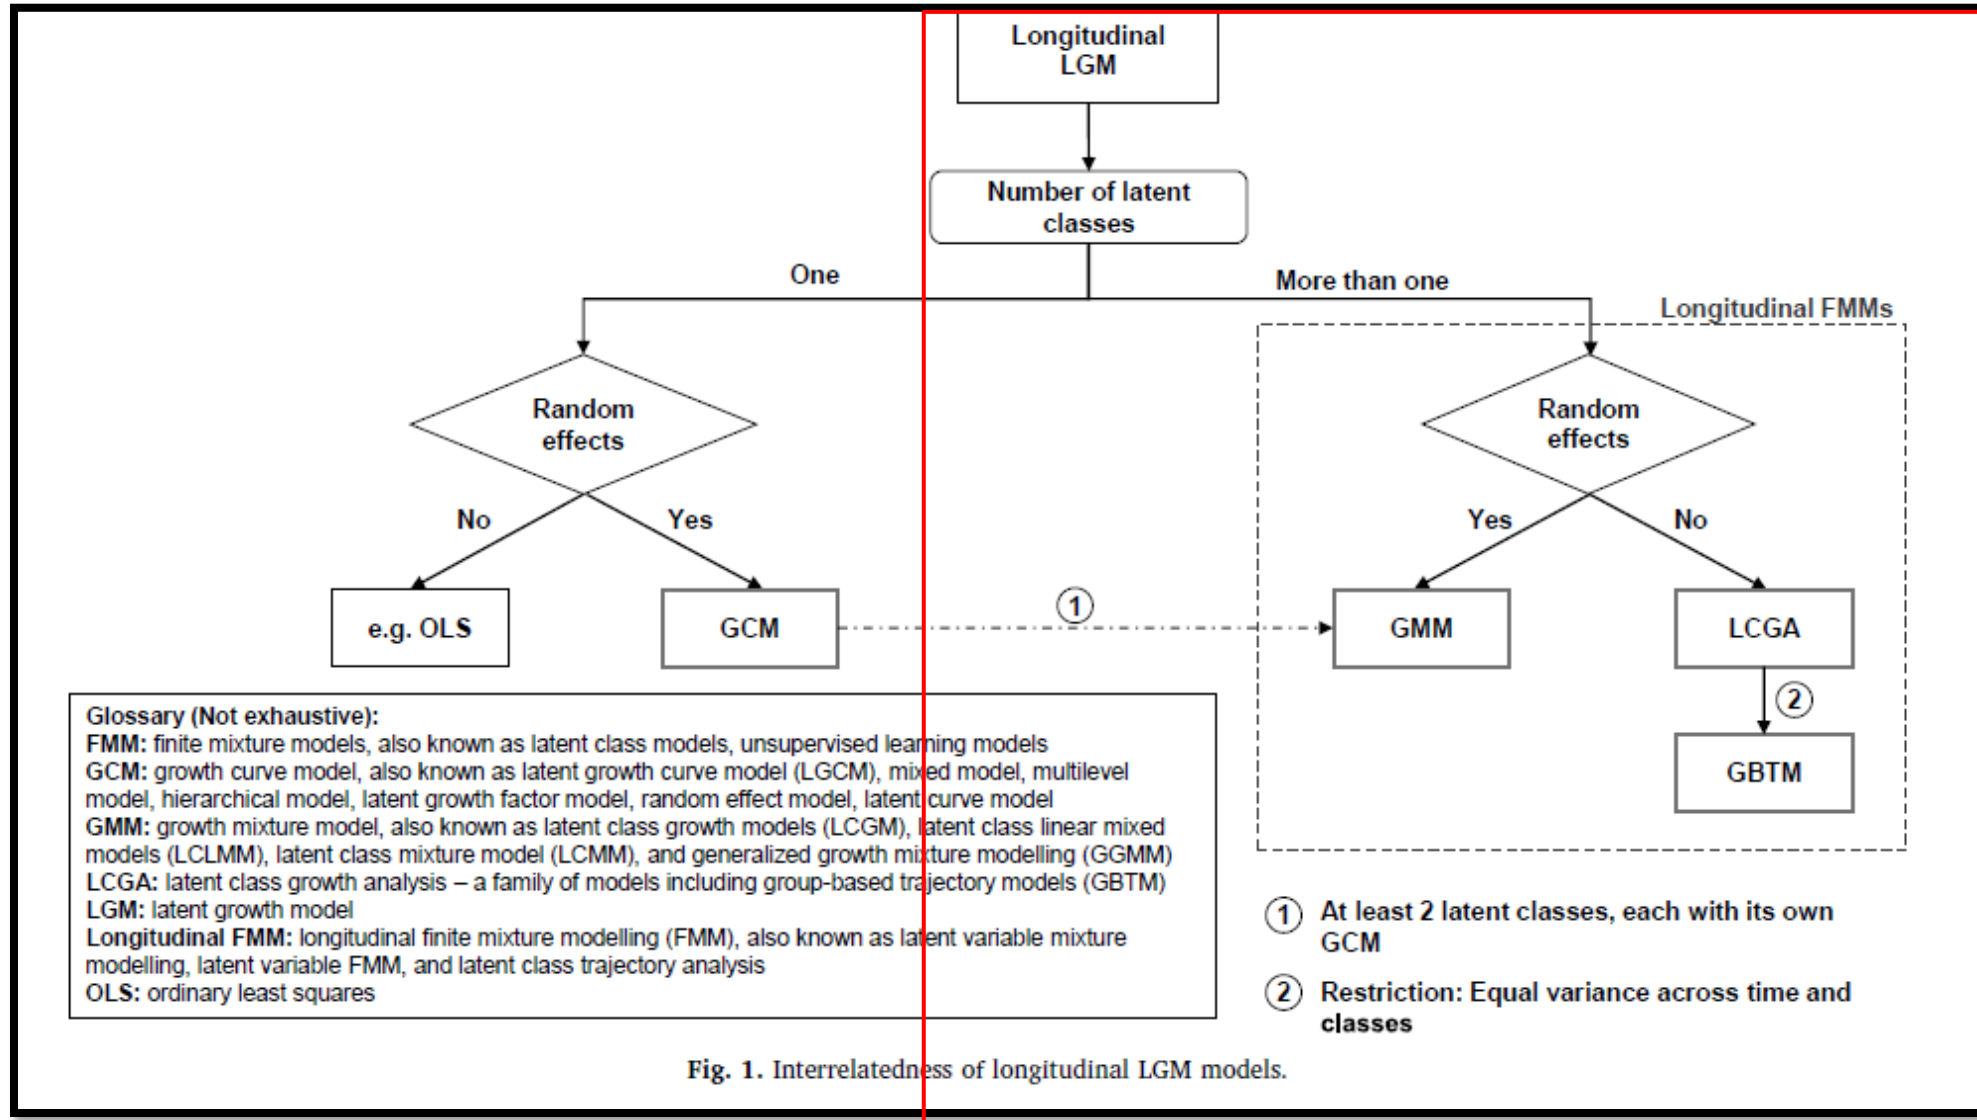 Longitudinal
LGM
Number of latent
classes
One
More than one
Longitudinal FMMs
Random
effects
Random
effects
No
Yes
Yes
No
1
e.g. OLS
GCM
GMM
LCGA
2
GBTM
Glossary (Not exhaustive):
FMM: finite mixture models, also known as latent class models, unsupervised learning models
GCM: growth curve model, also known as latent growth curve model (LGCM), mixed model, multilevel
model, hierarchical model, latent growth factor model, random effect model, latent curve model
GMM: growth mixture model, also known as latent class growth models (LCGM), latent class linear mixed
models (LCLMM), latent class mixture model (LCMM), and generalized growth mixture modelling (GGMM)
LCGA: latent class growth analysis – a family of models including group-based trajectory models (GBTM)
LGM: latent growth model
Longitudinal FMM: longitudinal finite mixture modelling (FMM), also known as latent variable mixture
modelling, latent variable FMM, and latent class trajectory analysis
OLS: ordinary least squares
1 At least 2 latent classes, each with its own
GCM
2 Restriction: Equal variance across time and
classes
Fig. 1. Interrelatedness of longitudinal LGM models.